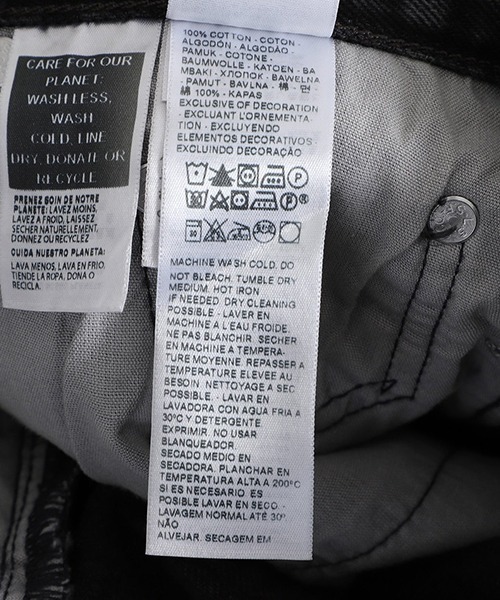 CARE FOR OUR
PLANET:
WASH LESS,
WASH
COLD, LINE
DRY, DONATE OR
RECYCLE
PRENEZ SOIN DE NOTRE
PLANÈTE: LAVEZ MOINS,
LAVEZ A FROID, LAISSEZ
SECHER NATURELLEMENT,
DONNEZ OU RECYCLEZ
CUIDA NUESTRO PLANETA:
LAVA MENOS, LAVA EN FRIO,
TIENDE LA ROPA, DONA O
RECICLA.
100% COTTON - COTON -
ALGODÓN - ALGODÃO -
PAMUK - COTONE -
BAUMWOLLE - KATOEN - BA
MBAKI - ХЛОПОК - BAWEŁNA
- PAMUT - BAVLNA - 棉 - 면 -
綿 100% - KAPAS
EXCLUSIVE OF DECORATION
- EXCLUANT L'ORNEMENTA
TION - EXCLUYENDO
ELEMENTOS DECORATIVOS -
EXCLUINDO DECORAÇÃO
MACHINE WASH COLD. DO
NOT BLEACH. TUMBLE DRY
MEDIUM. HOT IRON
IF NEEDED. DRY CLEANING
POSSIBLE - LAVER EN
MACHINE A L'EAU FROIDE.
NE PAS BLANCHIR. SECHER
EN MACHINE A TEMPERA-
TURE MOYENNE. REPASSER A
TEMPERATURE ELEVEE AU
BESOIN. NETTOYAGE A SEC
POSSIBLE. - LAVAR EN
LAVADORA CON AGUA FRIA A
30ºC Y DETERGENTE.
EXPRIMIR, NO USAR
BLANQUEADOR.
SECADO MEDIO EN
SECADORA. PLANCHAR EN
TEMPERATURA ALTA A 200ºC
SI ES NECESARIO. ES
POSIBLE LAVAR EN SECO. -
LAVAGEM NORMAL ATÉ 30º.
NÃO
ALVEJAR. SECAGEM EM